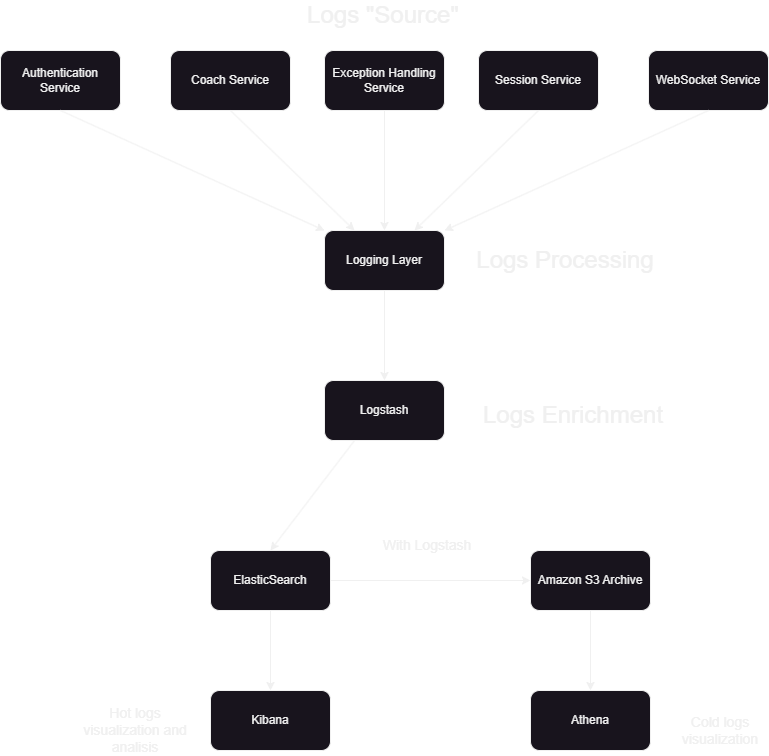 Logs "Source"
Authentication
Service
Coach Service
Exception Handling
Service
Session Service
WebSocket Service
Logging Layer
Logs Processing
Logstash
Logs Enrichment
With Logstash
ElasticSearch
Amazon S3 Archive
Hot logs
visualization and
analisis
Kibana
Athena
Cold logs
visualization